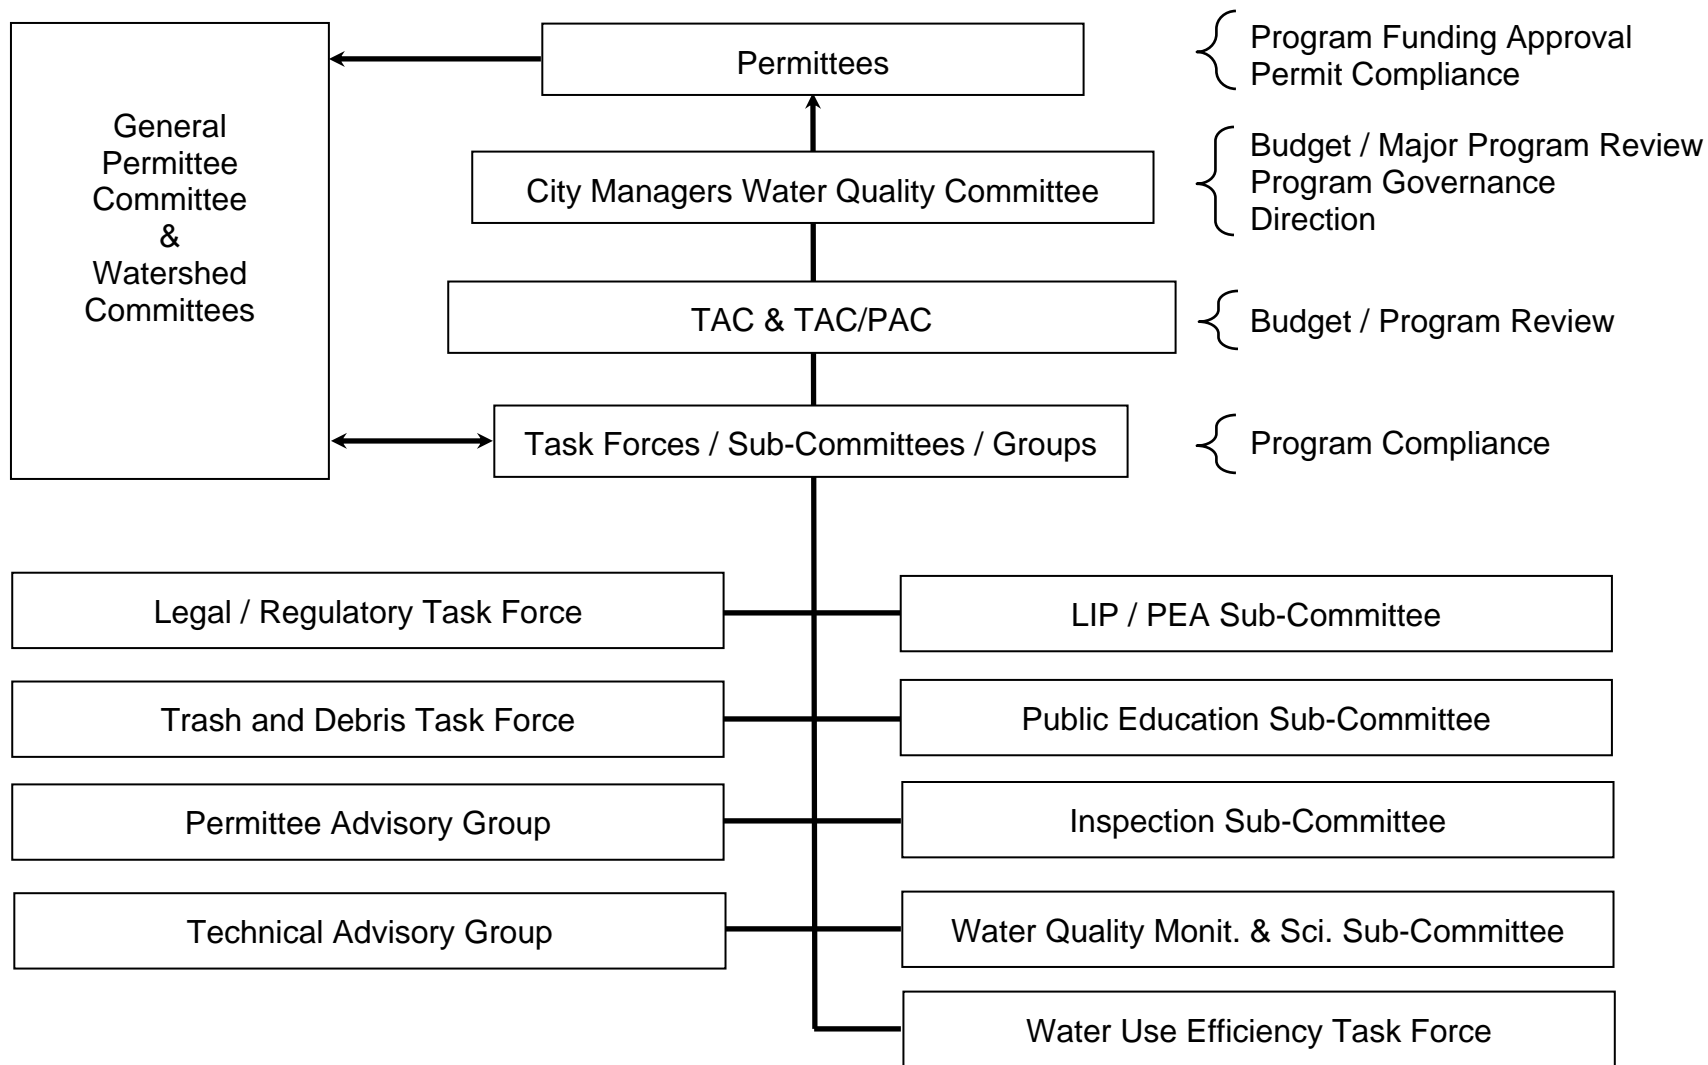 General
Permittee
Committee
&
Watershed
Committees
Permittees
Program Funding Approval
Permit Compliance
City Managers Water Quality Committee
Budget / Major Program Review
Program Governance
Direction
TAC & TAC/PAC
Budget / Program Review
Task Forces / Sub-Committees / Groups
Program Compliance
Legal / Regulatory Task Force
LIP / PEA Sub-Committee
Trash and Debris Task Force
Public Education Sub-Committee
Permittee Advisory Group
Inspection Sub-Committee
Technical Advisory Group
Water Quality Monit. & Sci. Sub-Committee
Water Use Efficiency Task Force